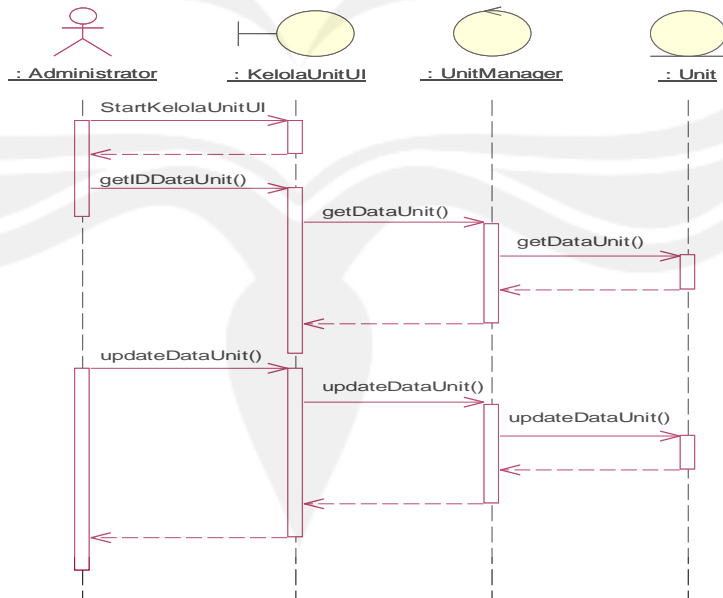 : Administrator
: KelolaUnitUI
: UnitManager
: Unit
StartKelolaUnitUI
getIDDataUnit()
getDataUnit()
getDataUnit()
updateDataUnit()
updateDataUnit()
updateDataUnit()